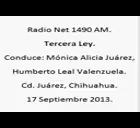 Radio Net 1490 AM.
Tercera Ley.
Conduce: Mónica Alicia Juárez,
Humberto Leal Valenzuela.
Cd. Juárez, Chihuahua.
17 Septiembre 2013.